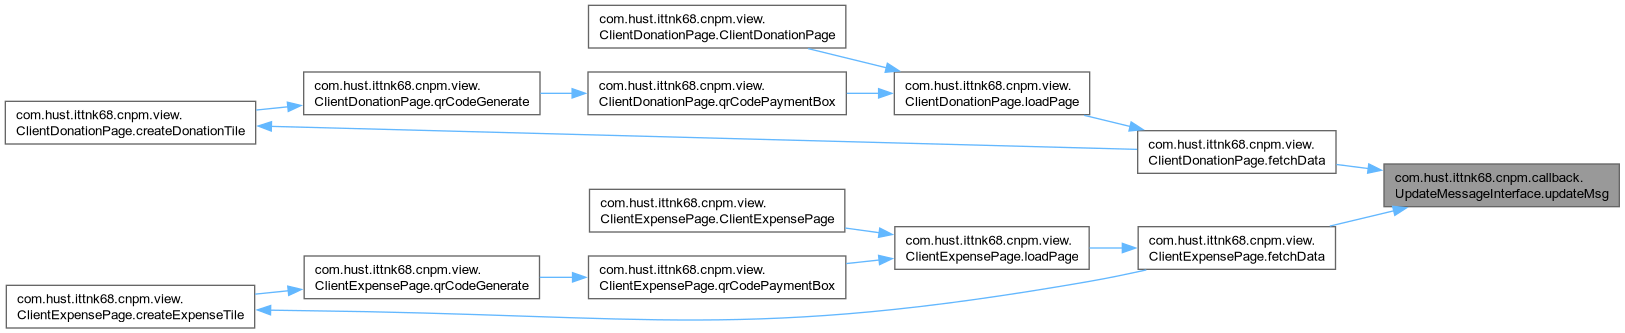 com.hust.ittnk68.cnpm.view.
ClientDonationPage.ClientDonationPage
com.hust.ittnk68.cnpm.view.
ClientDonationPage.qrCodeGenerate
com.hust.ittnk68.cnpm.view.
ClientDonationPage.qrCodePaymentBox
com.hust.ittnk68.cnpm.view.
ClientDonationPage.loadPage
com.hust.ittnk68.cnpm.view.
ClientDonationPage.createDonationTile
com.hust.ittnk68.cnpm.view.
ClientDonationPage.fetchData
com.hust.ittnk68.cnpm.callback.
UpdateMessageInterface.updateMsg
com.hust.ittnk68.cnpm.view.
ClientExpensePage.ClientExpensePage
com.hust.ittnk68.cnpm.view.
ClientExpensePage.loadPage
com.hust.ittnk68.cnpm.view.
ClientExpensePage.fetchData
com.hust.ittnk68.cnpm.view.
ClientExpensePage.qrCodeGenerate
com.hust.ittnk68.cnpm.view.
ClientExpensePage.qrCodePaymentBox
com.hust.ittnk68.cnpm.view.
ClientExpensePage.createExpenseTile